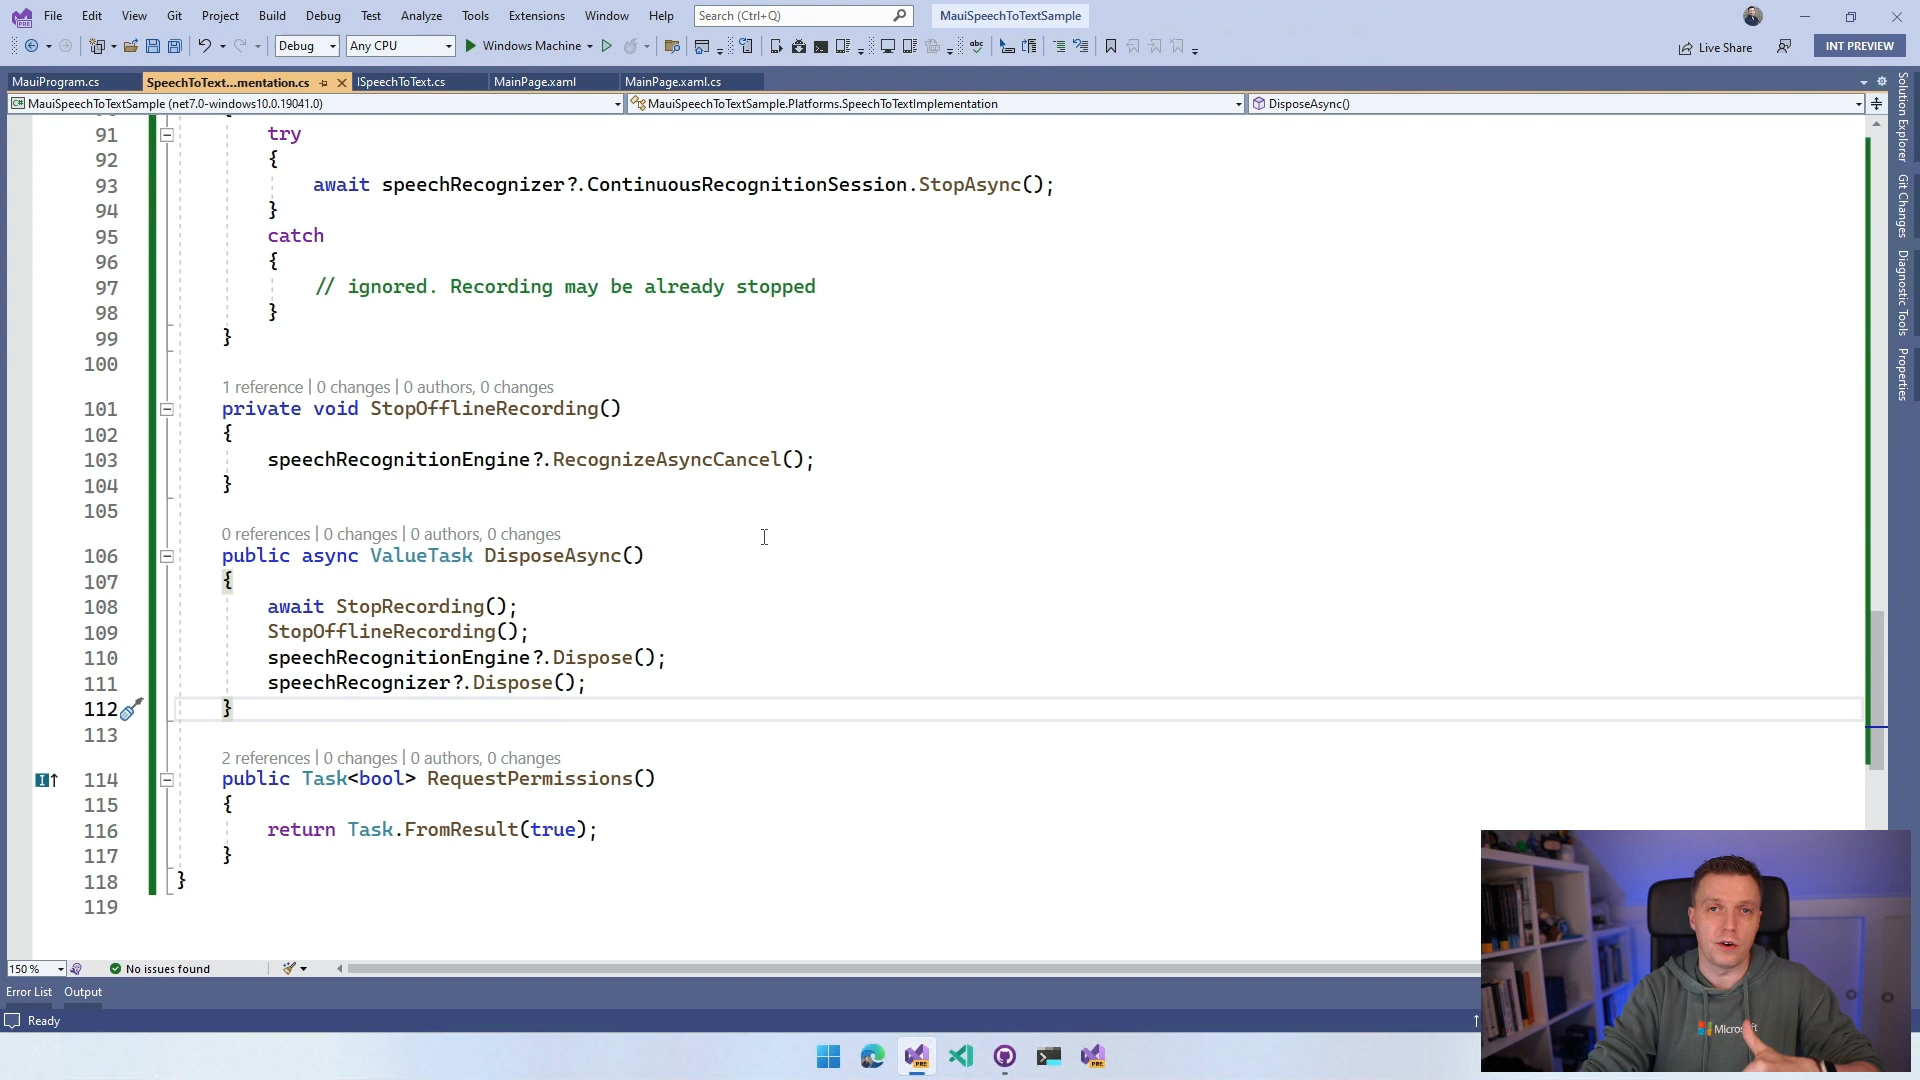 File Edit View Git Project Build Debug Test Analyze Tools Extensions Window Help Search (Ctrl+Q) MauiSpeechToTextSample
Debug Any CPU Windows Machine Live Share INT PREVIEW
MauiProgram.cs SpeechToText...mentation.cs ISpeechToText.cs MainPage.xaml MainPage.xaml.cs
MauiSpeechToTextSample (net7.0-windows10.0.19041.0) MauiSpeechToTextSample.Platforms.SpeechToTextImplementation DisposeAsync()
91 try
92 {
93 await speechRecognizer?.ContinuousRecognitionSession.StopAsync();
94 }
95 catch
96 {
97 // ignored. Recording may be already stopped
98 }
99 }
100
1 reference | 0 changes | 0 authors, 0 changes
101 private void StopOfflineRecording()
102 {
103 speechRecognitionEngine?.RecognizeAsyncCancel();
104 }
105
0 references | 0 changes | 0 authors, 0 changes
106 public async ValueTask DisposeAsync()
107 {
108 await StopRecording();
109 StopOfflineRecording();
110 speechRecognitionEngine?.Dispose();
111 speechRecognizer?.Dispose();
112 }
113
2 references | 0 changes | 0 authors, 0 changes
114 public Task<bool> RequestPermissions()
115 {
116 return Task.FromResult(true);
117 }
118 }
119
Solution Explorer
Git Changes
Diagnostic Tools
Properties
150 % No issues found
Error List Output
Ready